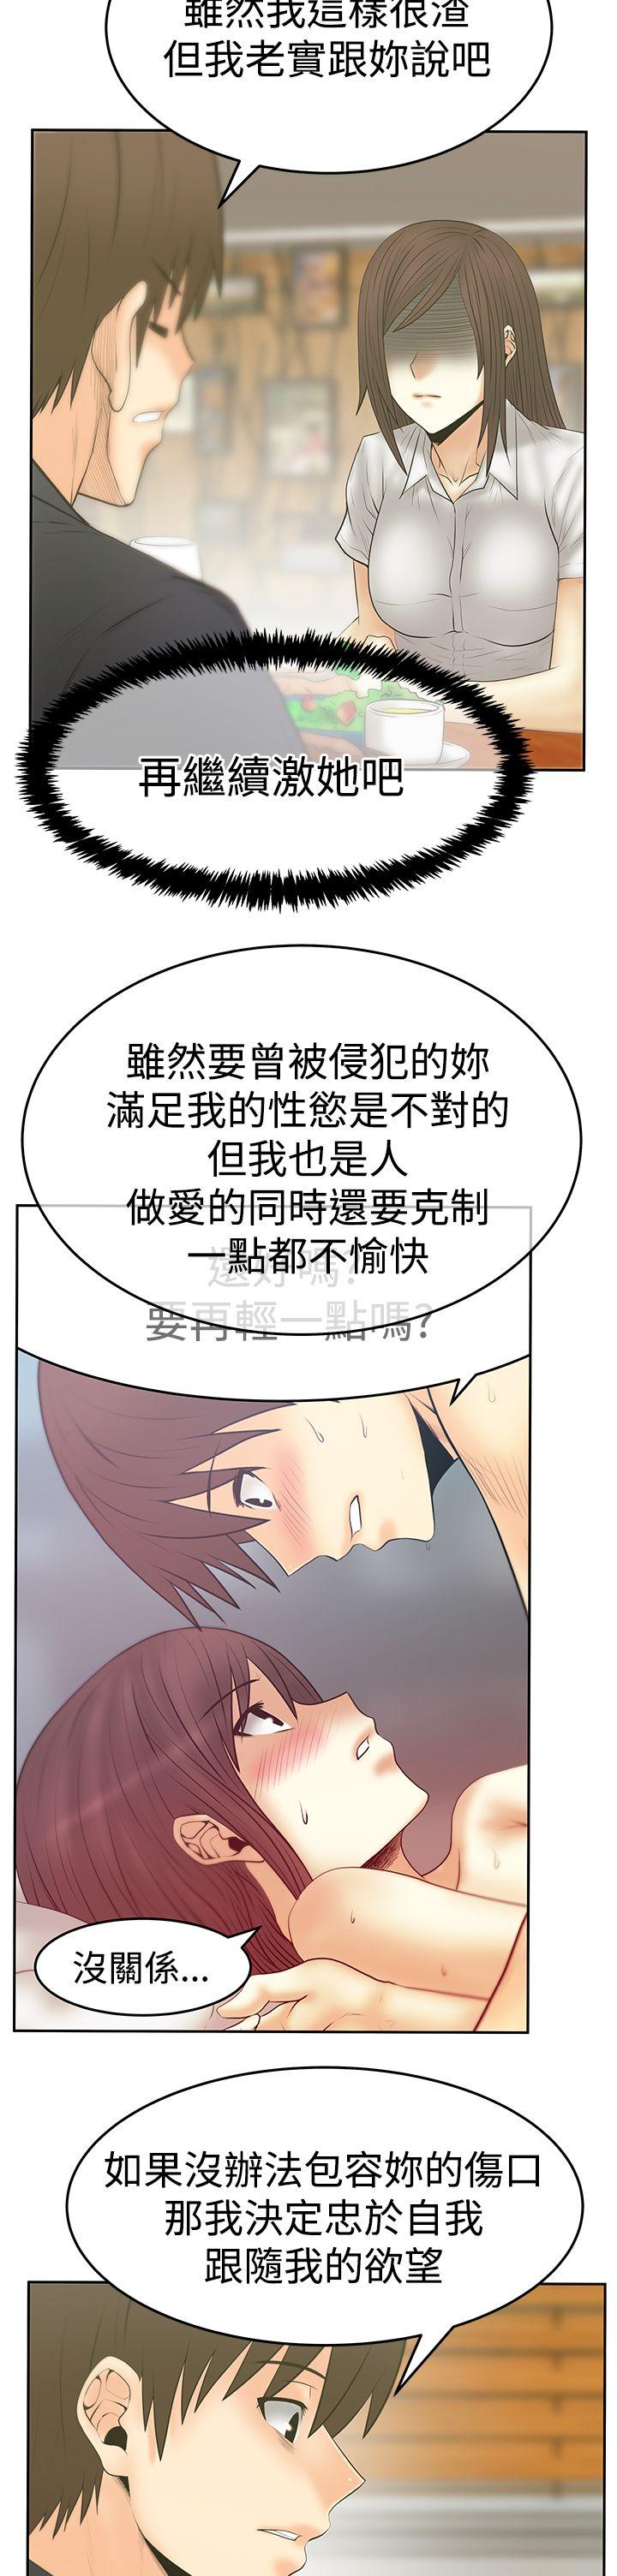 雖然我這樣很渣
但我老實跟妳說吧
再繼續激她吧
雖然要曾被侵犯的妳
滿足我的性慾是不對的
但我也是人
做愛的同時還要克制
一點都不愉快
還好嗎?
要再輕一點嗎?
沒關係...
如果沒辦法包容妳的傷口
那我決定忠於自我
跟隨我的欲望